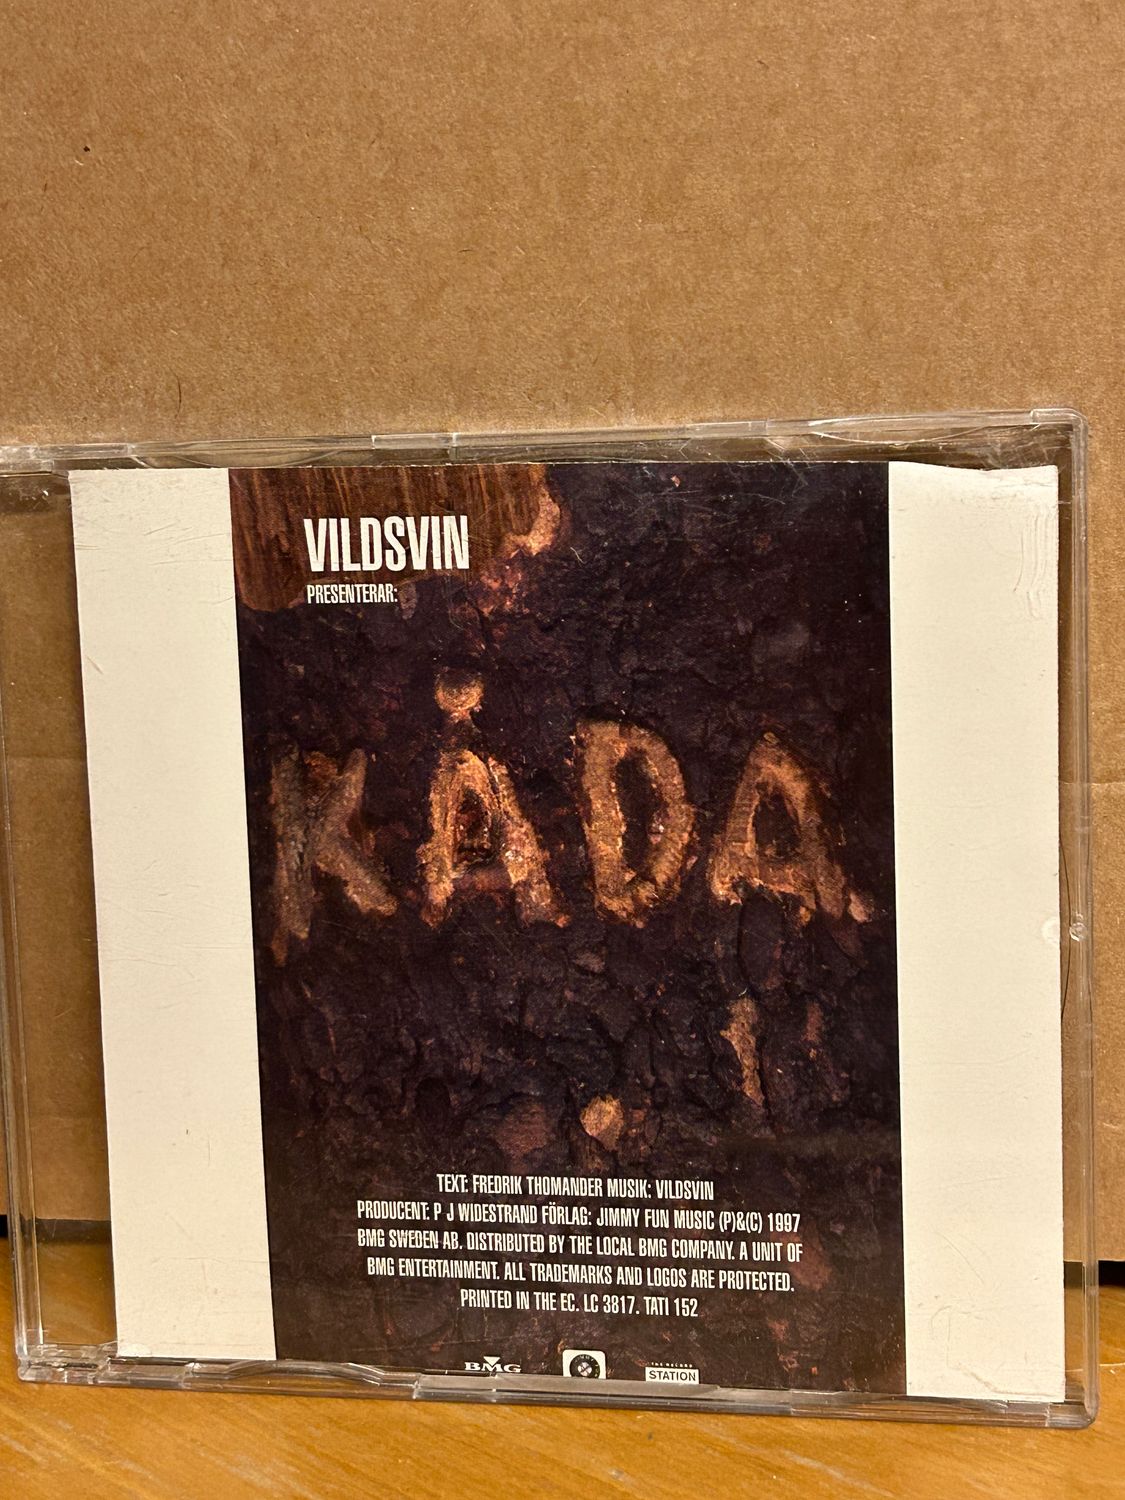 VILDSVIN
PRESENTERAR:
KÅDA
TEXT: FREDRIK THOMANDER MUSIK: VILDSVIN
PRODUCENT: P J WIDESTRAND FÖRLAG: JIMMY FUN MUSIC (P)&(C) 1997
BMG SWEDEN AB. DISTRIBUTED BY THE LOCAL BMG COMPANY. A UNIT OF
BMG ENTERTAINMENT. ALL TRADEMARKS AND LOGOS ARE PROTECTED.
PRINTED IN THE EC. LC 3817. TATI 152
BMG
THE RECORD
STATION